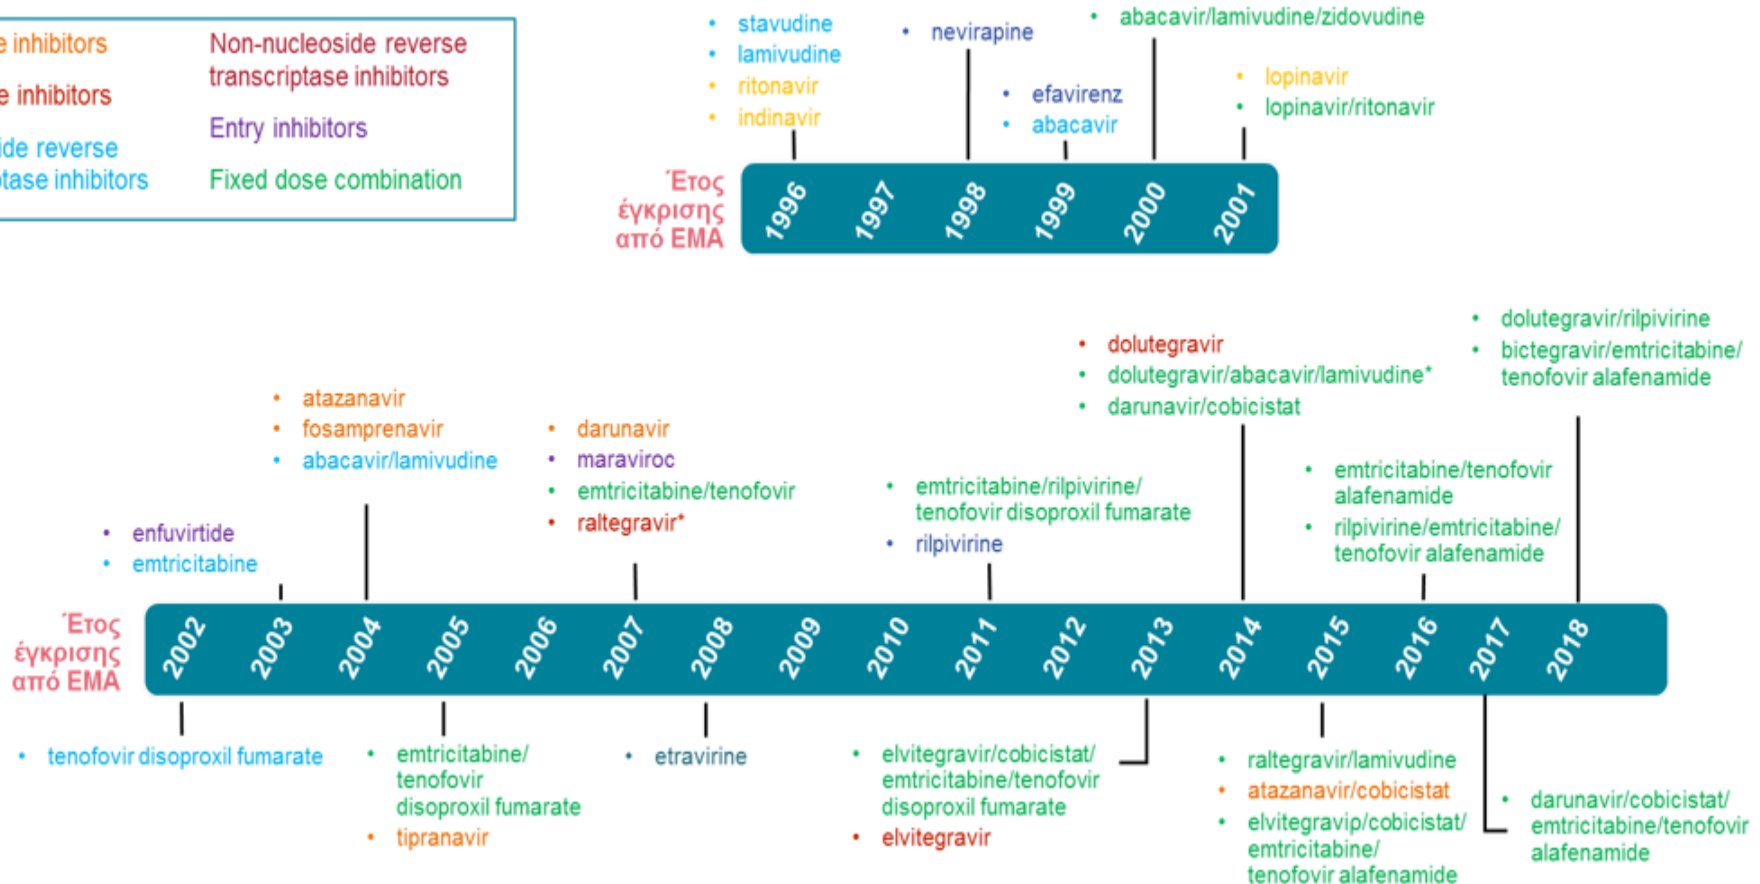 e inhibitors
e inhibitors
ide reverse
tase inhibitors
Non-nucleoside reverse
transcriptase inhibitors
Entry inhibitors
Fixed dose combination
• stavudine
• lamivudine
• ritonavir
• indinavir
• nevirapine
• efavirenz
• abacavir
• abacavir/lamivudine/zidovudine
• lopinavir
• lopinavir/ritonavir
Έτος
έγκρισης
από EMA
1996 1997 1998 1999 2000 2001
• enfuvirtide
• emtricitabine
• atazanavir
• fosamprenavir
• abacavir/lamivudine
• darunavir
• maraviroc
• emtricitabine/tenofovir
• raltegravir*
• emtricitabine/rilpivirine/
tenofovir disoproxil fumarate
• rilpivirine
• dolutegravir
• dolutegravir/abacavir/lamivudine*
• darunavir/cobicistat
• emtricitabine/tenofovir
alafenamide
• rilpivirine/emtricitabine/
tenofovir alafenamide
• dolutegravir/rilpivirine
• bictegravir/emtricitabine/
tenofovir alafenamide
Έτος
έγκρισης
από EMA
2002 2003 2004 2005 2006 2007 2008 2009 2010 2011 2012 2013 2014 2015 2016 2017 2018
• tenofovir disoproxil fumarate
• emtricitabine/
tenofovir
disoproxil fumarate
• tipranavir
• etravirine
• elvitegravir/cobicistat/
emtricitabine/tenofovir
disoproxil fumarate
• elvitegravir
• raltegravir/lamivudine
• atazanavir/cobicistat
• elvitegraviρ/cobicistat/
emtricitabine/
tenofovir alafenamide
• darunavir/cobicistat/
emtricitabine/tenofovir
alafenamide